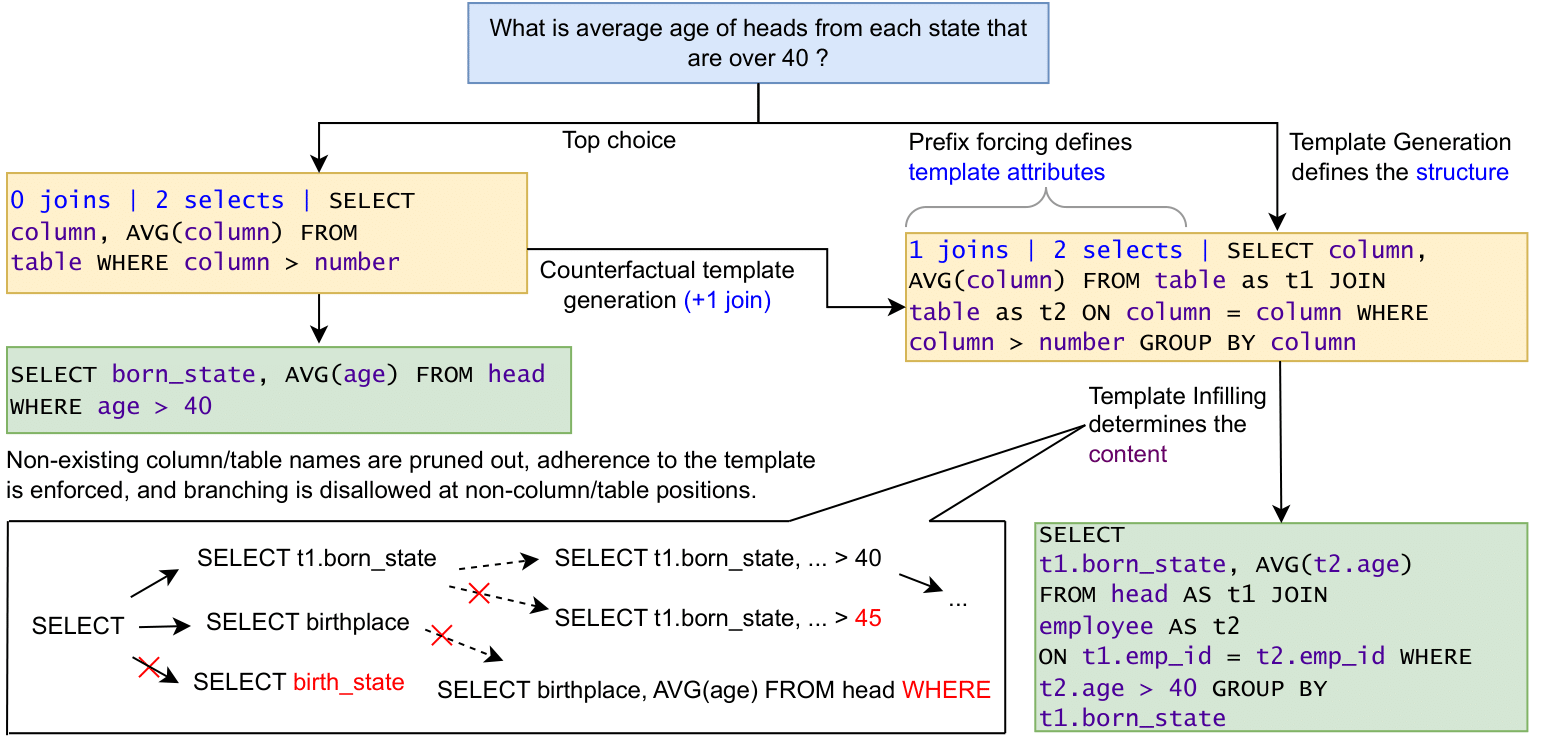 What is average age of heads from each state that
are over 40 ?
Top choice
Prefix forcing defines
template attributes
Template Generation
defines the structure
0 joins | 2 selects | SELECT
column, AVG(column) FROM
table WHERE column > number
Counterfactual template
generation (+1 join)
1 joins | 2 selects | SELECT column,
AVG(column) FROM table as t1 JOIN
table as t2 ON column = column WHERE
column > number GROUP BY column
SELECT born_state, AVG(age) FROM head
WHERE age > 40
Template Infilling
determines the
content
Non-existing column/table names are pruned out, adherence to the template
is enforced, and branching is disallowed at non-column/table positions.
SELECT
SELECT t1.born_state
SELECT birthplace
SELECT birth_state
SELECT t1.born_state, ... > 40
SELECT t1.born_state, ... > 45
SELECT birthplace, AVG(age) FROM head WHERE
...
SELECT
t1.born_state, AVG(t2.age)
FROM head AS t1 JOIN
employee AS t2
ON t1.emp_id = t2.emp_id WHERE
t2.age > 40 GROUP BY
t1.born_state